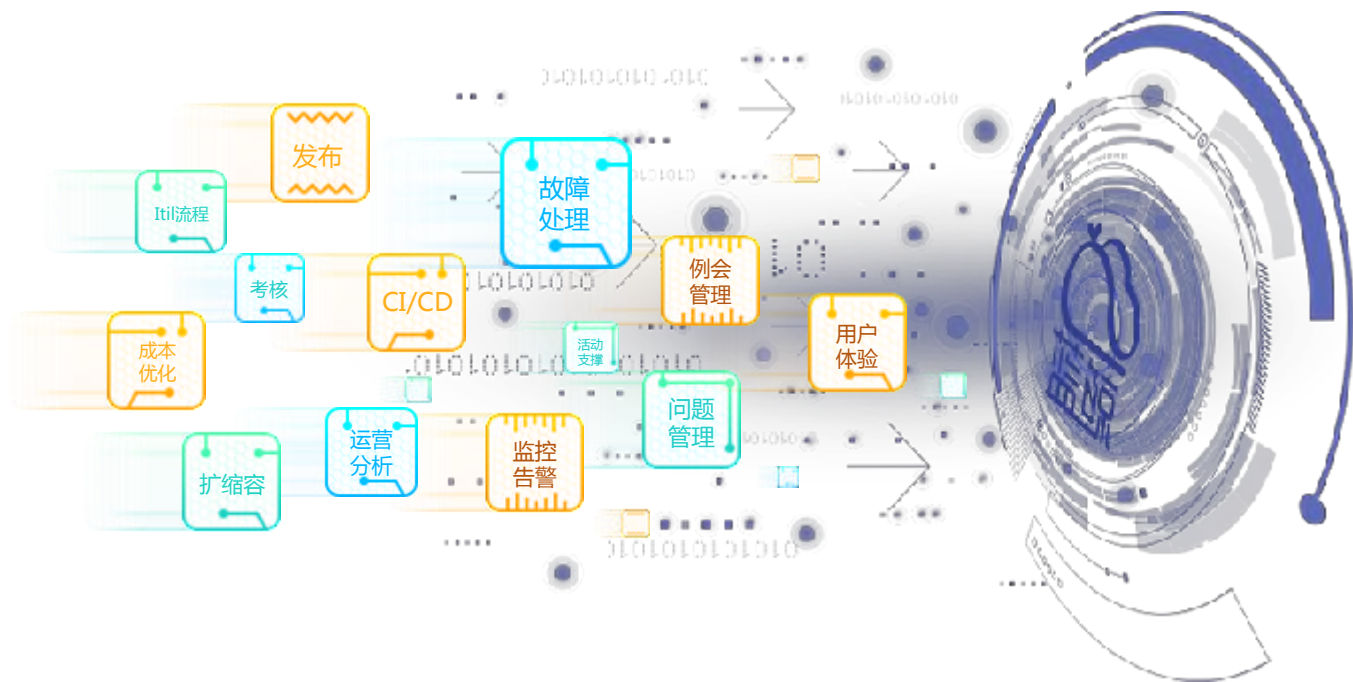 发布
Itil流程
故障
处理
考核
CI/CD
例会
管理
成本
优化
活动
支撑
用户
体验
扩缩容
运营
分析
监控
告警
问题
管理